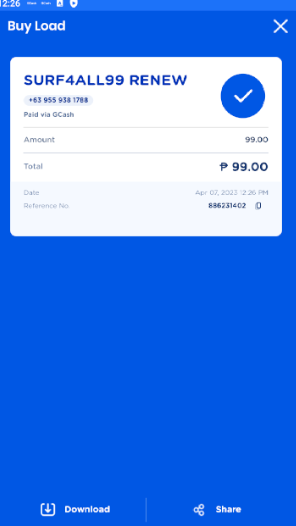 12:26
Buy Load
SURF4ALL99 RENEW
+63 955 938 1788
Paid via GCash
Amount 99.00
Total ₱ 99.00
Date Apr 07, 2023 12:26 PM
Reference No. 886231402
Download Share